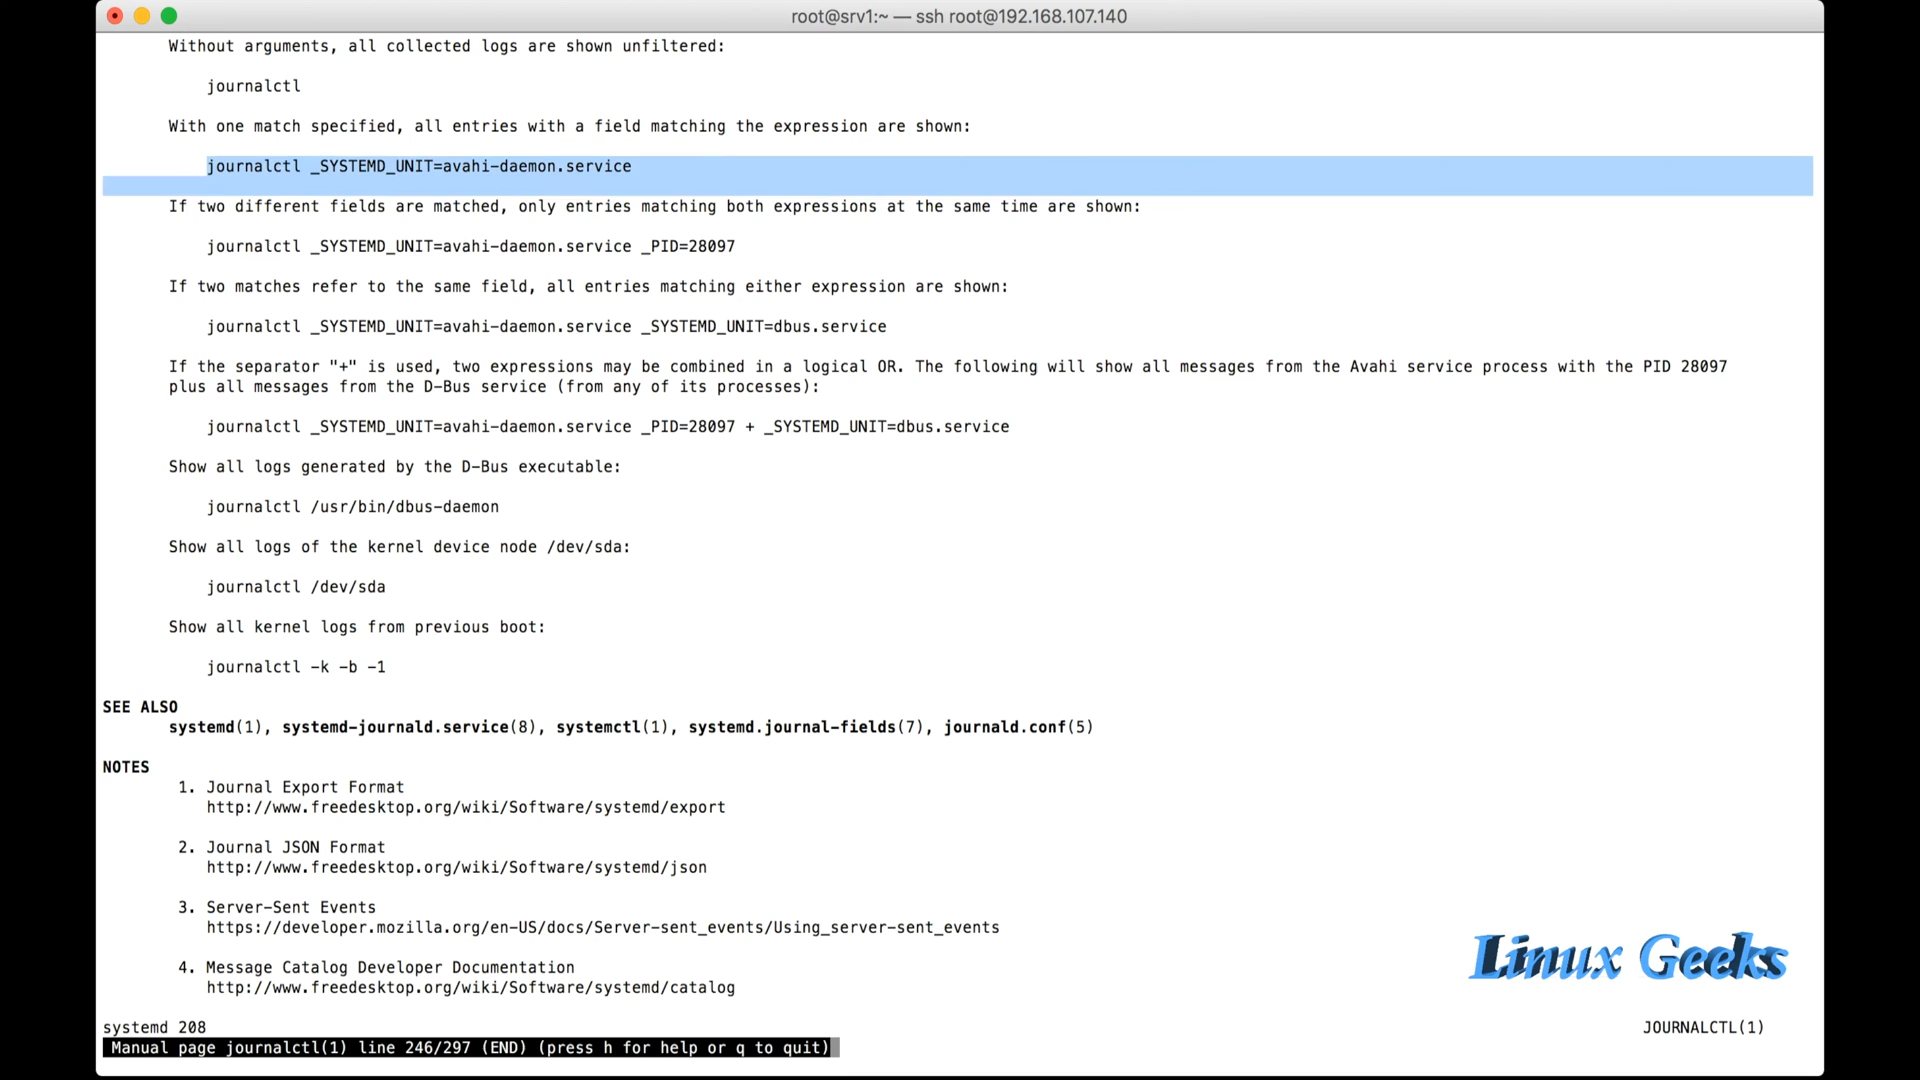 root@srv1:~ — ssh root@192.168.107.140
Without arguments, all collected logs are shown unfiltered:
journalctl
With one match specified, all entries with a field matching the expression are shown:
journalctl _SYSTEMD_UNIT=avahi-daemon.service
If two different fields are matched, only entries matching both expressions at the same time are shown:
journalctl _SYSTEMD_UNIT=avahi-daemon.service _PID=28097
If two matches refer to the same field, all entries matching either expression are shown:
journalctl _SYSTEMD_UNIT=avahi-daemon.service _SYSTEMD_UNIT=dbus.service
If the separator "+" is used, two expressions may be combined in a logical OR. The following will show all messages from the Avahi service process with the PID 28097
plus all messages from the D-Bus service (from any of its processes):
journalctl _SYSTEMD_UNIT=avahi-daemon.service _PID=28097 + _SYSTEMD_UNIT=dbus.service
Show all logs generated by the D-Bus executable:
journalctl /usr/bin/dbus-daemon
Show all logs of the kernel device node /dev/sda:
journalctl /dev/sda
Show all kernel logs from previous boot:
journalctl -k -b -1
SEE ALSO
systemd(1), systemd-journald.service(8), systemctl(1), systemd.journal-fields(7), journald.conf(5)
NOTES
1. Journal Export Format
http://www.freedesktop.org/wiki/Software/systemd/export
2. Journal JSON Format
http://www.freedesktop.org/wiki/Software/systemd/json
3. Server-Sent Events
https://developer.mozilla.org/en-US/docs/Server-sent_events/Using_server-sent_events
4. Message Catalog Developer Documentation
http://www.freedesktop.org/wiki/Software/systemd/catalog
Linux Geeks
systemd 208 JOURNALCTL(1)
Manual page journalctl(1) line 246/297 (END) (press h for help or q to quit)